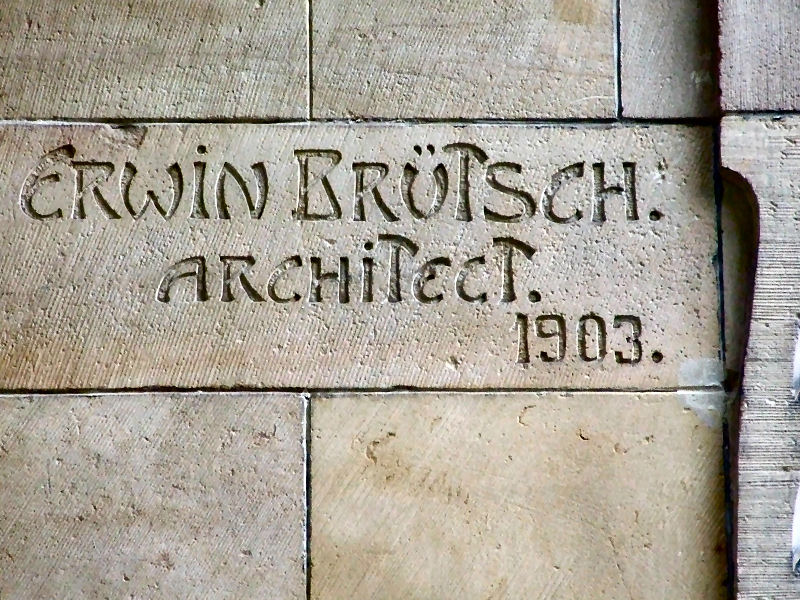 ERWIN BRÜTSCH.
ARCHITECT.
1903.